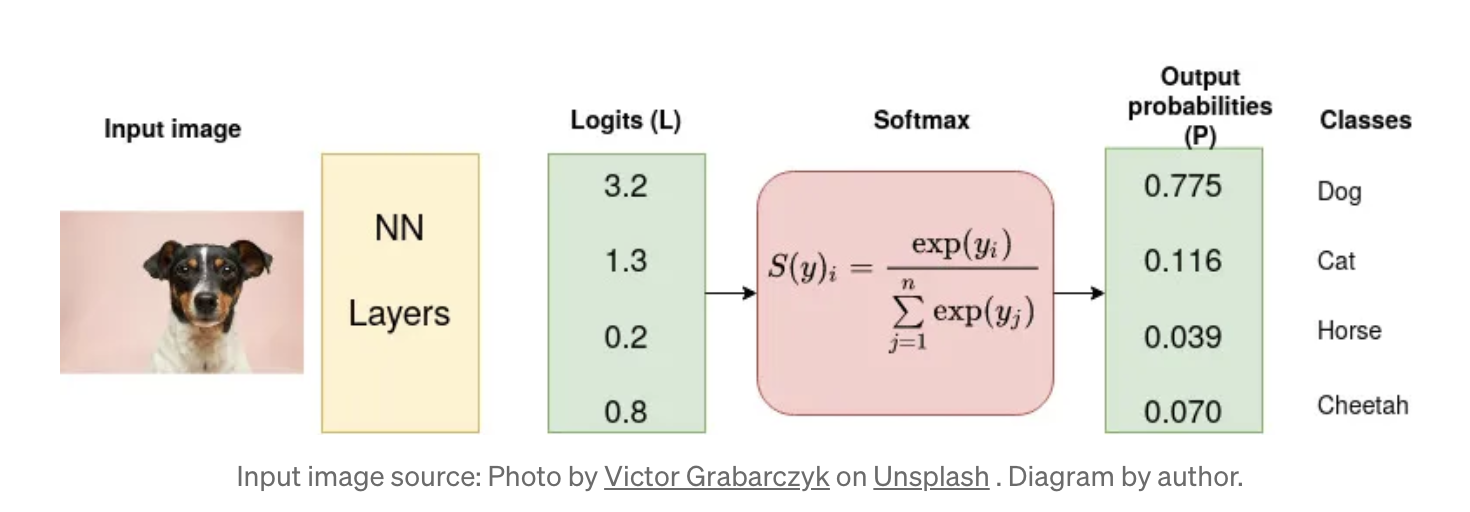 Input image
NN
Layers
Logits (L)
3.2
1.3
0.2
0.8
Softmax
S(y)_i = exp(y_i) / \sum_{j=1}^{n} exp(y_j)
Output
probabilities
(P)
0.775
0.116
0.039
0.070
Classes
Dog
Cat
Horse
Cheetah
Input image source: Photo by Victor Grabarczyk on Unsplash . Diagram by author.